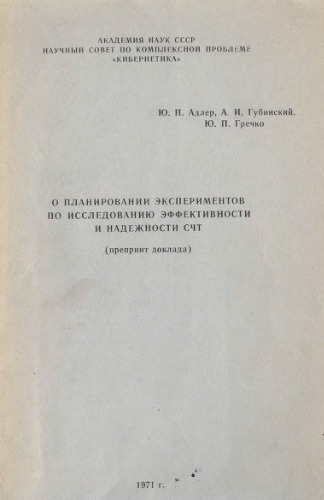 АКАДЕМИЯ НАУК СССР
НАУЧНЫЙ СОВЕТ ПО КОМПЛЕКСНОЙ ПРОБЛЕМЕ
«КИБЕРНЕТИКА»
Ю. П. Адлер, А. И. Губинский,
Ю. П. Гречко
О ПЛАНИРОВАНИИ ЭКСПЕРИМЕНТОВ
ПО ИССЛЕДОВАНИЮ ЭФФЕКТИВНОСТИ
И НАДЕЖНОСТИ СЧТ
(препринт доклада)
1971 г.